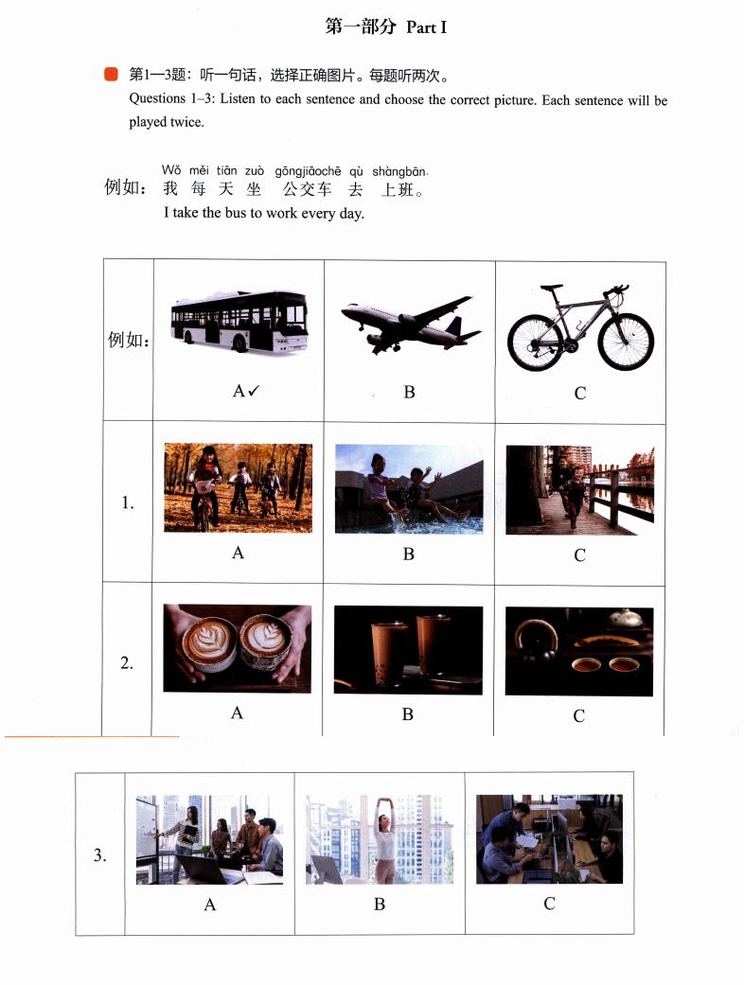 第一部分 Part I
第1—3题：听一句话，选择正确图片。每题听两次。
Questions 1–3: Listen to each sentence and choose the correct picture. Each sentence will be
played twice.
Wǒ měi tiān zuò gōngjiāochē qù shàngbān.
例如： 我 每 天 坐 公交车 去 上班。
I take the bus to work every day.
例如：
A✓ B C
1.
A B C
2.
A B C
3.
A B C